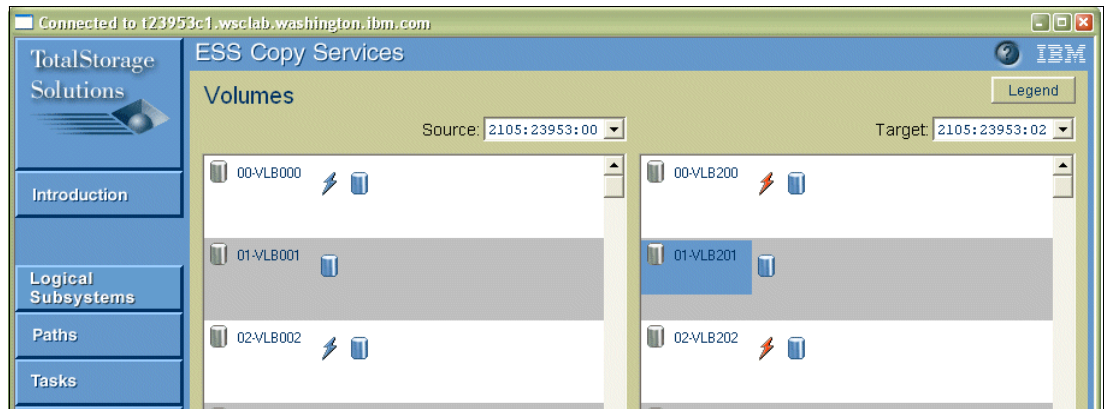 Connected to t23953c1.wsclab.washington.ibm.com
TotalStorage
Solutions
ESS Copy Services
? IBM
Volumes
Legend
Source: 2105:23953:00
Target: 2105:23953:02
Introduction
Logical
Subsystems
Paths
Tasks
00-VLB000
00-VLB200
01-VLB001
01-VLB201
02-VLB002
02-VLB202